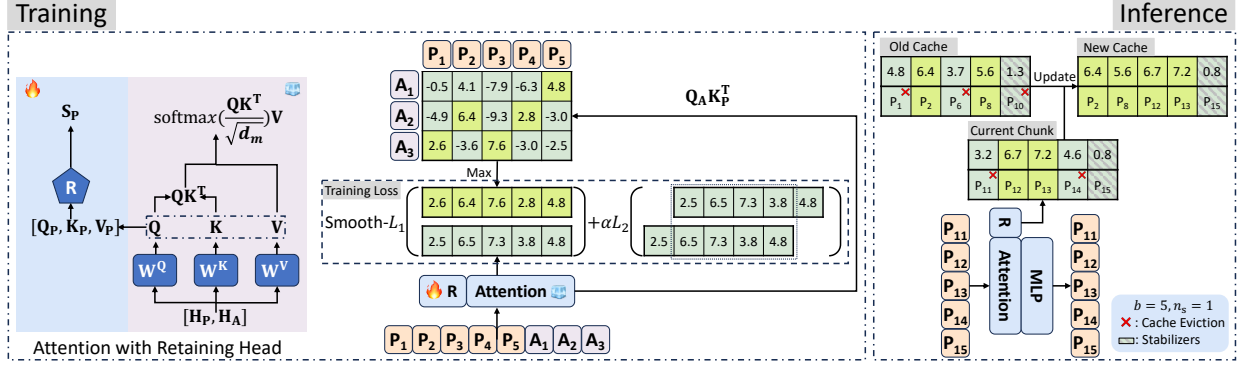 Training
S_P
softmax(QK^T/√d_m)V
R
QK^T
[Q_P, K_P, V_P]
Q K V
W^Q W^K W^V
[H_P, H_A]
Attention with Retaining Head
P_1 P_2 P_3 P_4 P_5
A_1 -0.5 4.1 -7.9 -6.3 4.8
A_2 -4.9 6.4 -9.3 2.8 -3.0
A_3 2.6 -3.6 7.6 -3.0 -2.5
Q_A K_P^T
Max
Training Loss
2.6 6.4 7.6 2.8 4.8
2.5 6.5 7.3 3.8 4.8
Smooth-L_1
+αL_2
2.5 6.5 7.3 3.8 4.8
2.5 6.5 7.3 3.8 4.8
R Attention
P_1 P_2 P_3 P_4 P_5 A_1 A_2 A_3
Inference
Old Cache
4.8 6.4 3.7 5.6 1.3
P_1 P_2 P_6 P_8 P_10
Update
New Cache
6.4 5.6 6.7 7.2 0.8
P_2 P_8 P_12 P_13 P_15
Current Chunk
3.2 6.7 7.2 4.6 0.8
P_11 P_12 P_13 P_14 P_15
R
Attention
MLP
P_11
P_12
P_13
P_14
P_15
P_11
P_12
P_13
P_14
P_15
b = 5, n_s = 1
: Cache Eviction
: Stabilizers